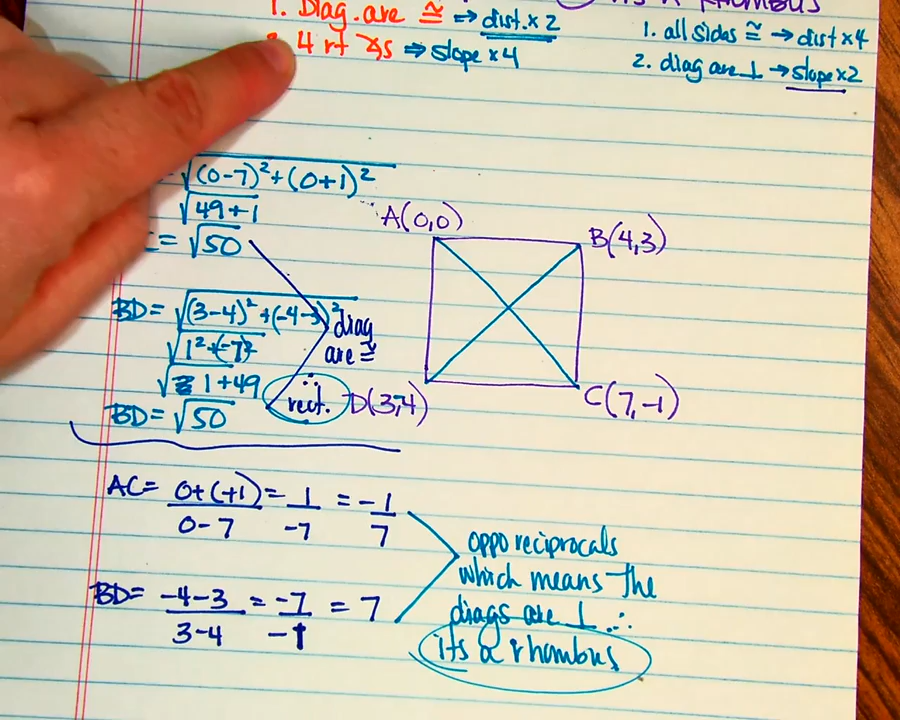 1. Diag. are ≅ ⇒ dist. x 2
1. all sides ≅ → dist x 4
4 rt ∡s ⇒ slope x 4
2. diag are ⊥ → slope x 2
√(0-7)²+(0+1)²
√49+1
= √50
A(0,0)
B(4,3)
BD= √(3-4)²+(-4-3)²
√1²+(-7)²
√1+49
BD= √50
diag
are ≅
∴
rect.
D(3,-4)
C(7,-1)
AC= 0+(+1)/0-7 = 1/-7 = -1/7
BD= -4-3/3-4 = -7/-1 = 7
oppo reciprocals
which means the
diags are ⊥ ∴
its a rhombus